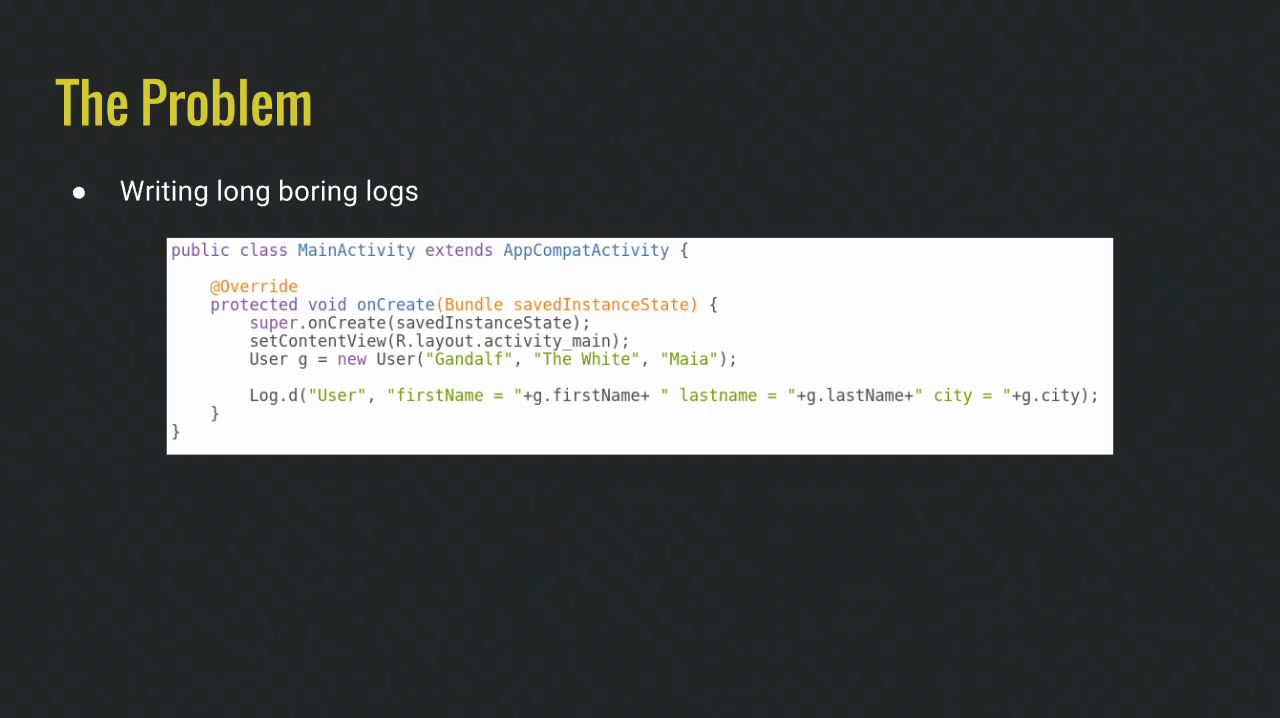 The Problem
● Writing long boring logs
public class MainActivity extends AppCompatActivity {
@Override
protected void onCreate(Bundle savedInstanceState) {
super.onCreate(savedInstanceState);
setContentView(R.layout.activity_main);
User g = new User("Gandalf", "The White", "Maia");
Log.d("User", "firstName = "+g.firstName+ " lastname = "+g.lastName+" city = "+g.city);
}
}